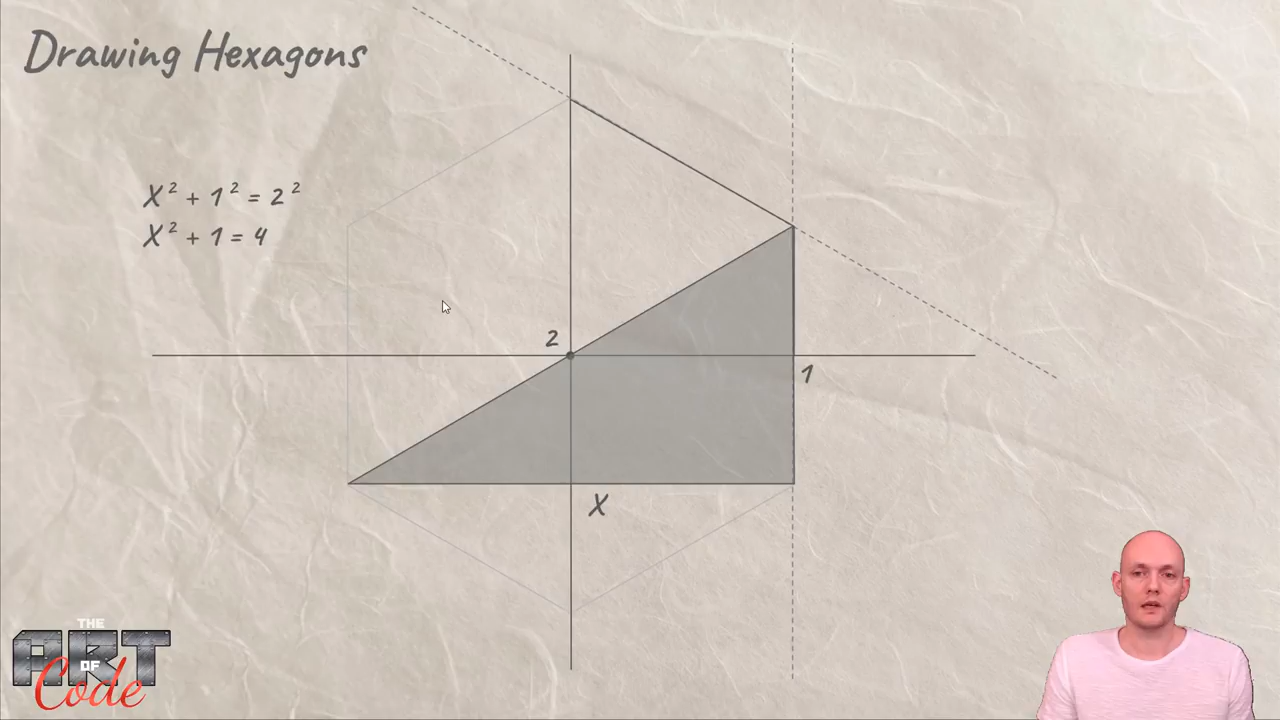 Drawing Hexagons
X² + 1² = 2²
X² + 1 = 4
2
1
X
THE
ART
OF
Code